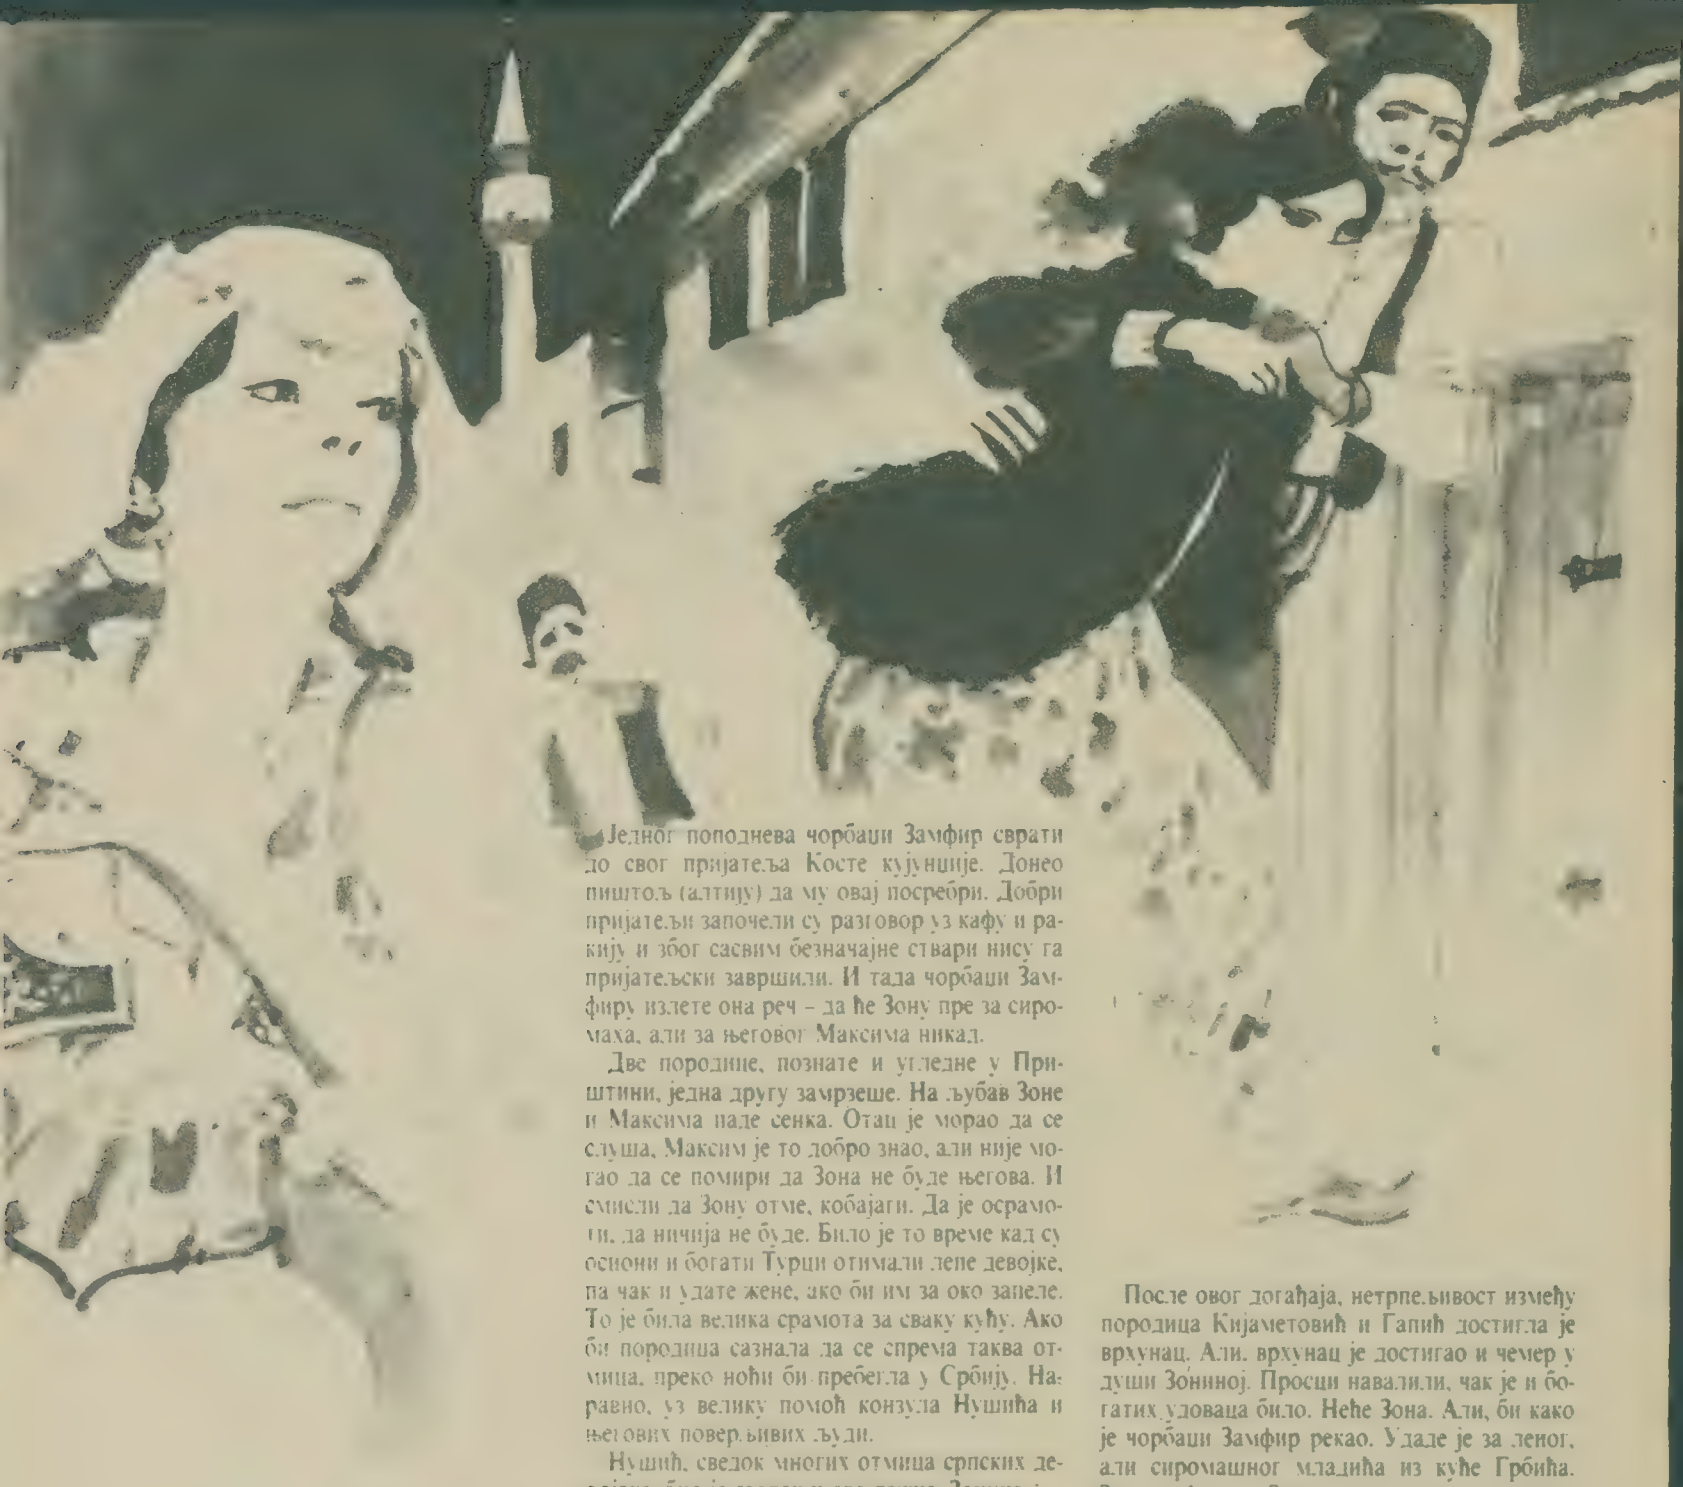 Једног поподнева чорбаџи Замфир сврати
до свог пријатеља Косте кујунџије. Донео
пиштољ (алтију) да му овај посребри. Добри
пријатељи започели су разговор уз кафу и ра-
кију и због сасвим безначајне ствари нису га
пријатељски завршили. И тада чорбаџи Зам-
фиру излете она реч – да ће Зону пре за сиро-
маха, али за његовог Максима никад.
Две породице, познате и угледне у При-
штини, једна другу замрзеше. На љубав Зоне
и Максима паде сенка. Отац је морао да се
слуша, Максим је то добро знао, али није мо-
гао да се помири да Зона не буде његова. И
смисли да Зону отме, кобајаги. Да је осрамо-
ти, да ничија не буде. Било је то време кад су
осиони и богати Турци отимали лепе девојке,
па чак и удате жене, ако би им за око запеле.
То је била велика срамота за сваку кућу. Ако
би породица сазнала да се спрема таква от-
мица, преко ноћи би пребегла у Србију. На-
равно, уз велику помоћ конзула Нушића и
његових поверљивих људи.
Нушић, сведок многих отмица српских де-
После овог догађаја, нетрпељивост између
породица Кијаметовић и Гапић достигла је
врхунац. Али, врхунац је достигао и чемер у
души Зониној. Просци навалили, чак је и бо-
гатих удоваца било. Неће Зона. Али, би како
је чорбаџи Замфир рекао. Удаде је за леног,
али сиромашног младића из куће Грбића.